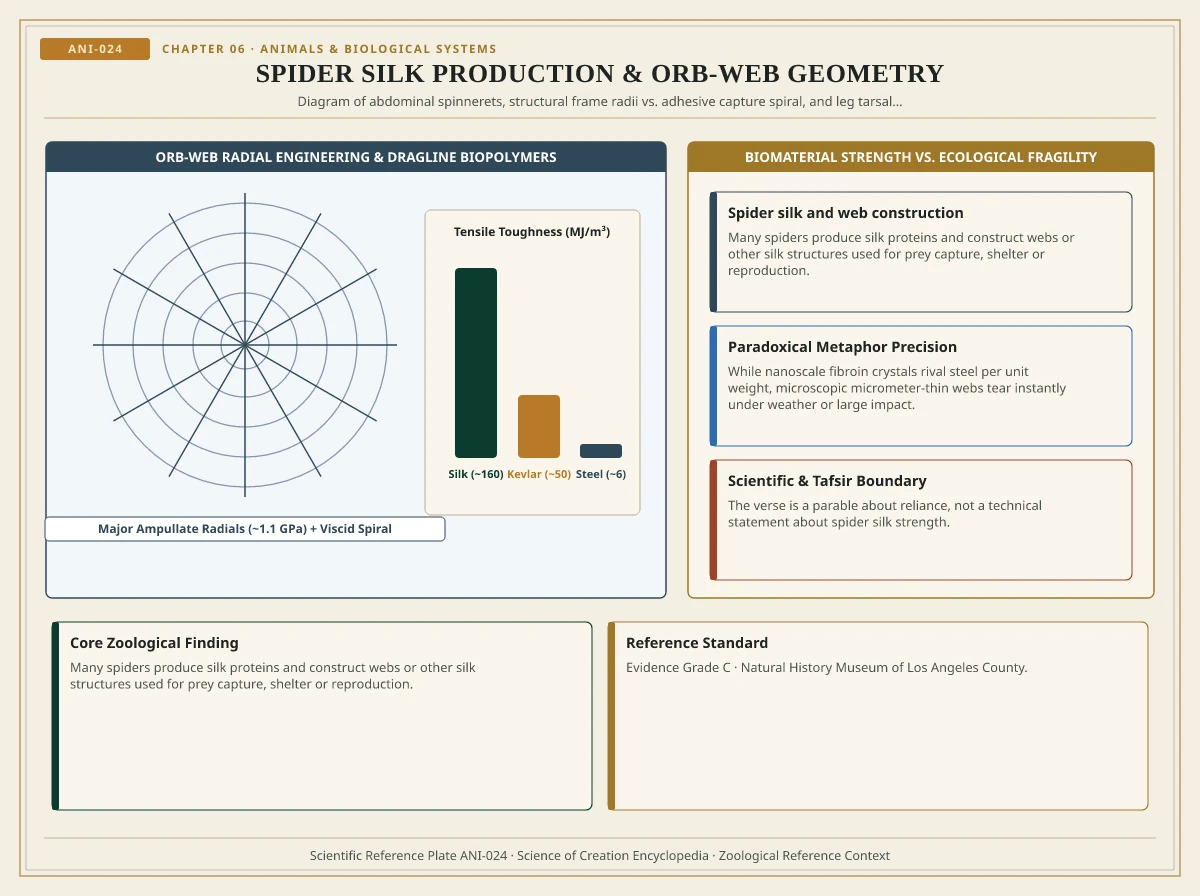 ANI-024
CHAPTER 06 · ANIMALS & BIOLOGICAL SYSTEMS
SPIDER SILK PRODUCTION & ORB-WEB GEOMETRY
Diagram of abdominal spinnerets, structural frame radii vs. adhesive capture spiral, and leg tarsal...
ORB-WEB RADIAL ENGINEERING & DRAGLINE BIOPOLYMERS
Tensile Toughness (MJ/m³)
Silk (~160) Kevlar (~50) Steel (~6)
Major Ampullate Radials (~1.1 GPa) + Viscid Spiral
BIOMATERIAL STRENGTH VS. ECOLOGICAL FRAGILITY
Spider silk and web construction
Many spiders produce silk proteins and construct webs or
other silk structures used for prey capture, shelter or
reproduction.
Paradoxical Metaphor Precision
While nanoscale fibroin crystals rival steel per unit
weight, microscopic micrometer-thin webs tear instantly
under weather or large impact.
Scientific & Tafsir Boundary
The verse is a parable about reliance, not a technical
statement about spider silk strength.
Core Zoological Finding
Many spiders produce silk proteins and construct webs or other silk
structures used for prey capture, shelter or reproduction.
Reference Standard
Evidence Grade C · Natural History Museum of Los Angeles County.
Scientific Reference Plate ANI-024 · Science of Creation Encyclopedia · Zoological Reference Context